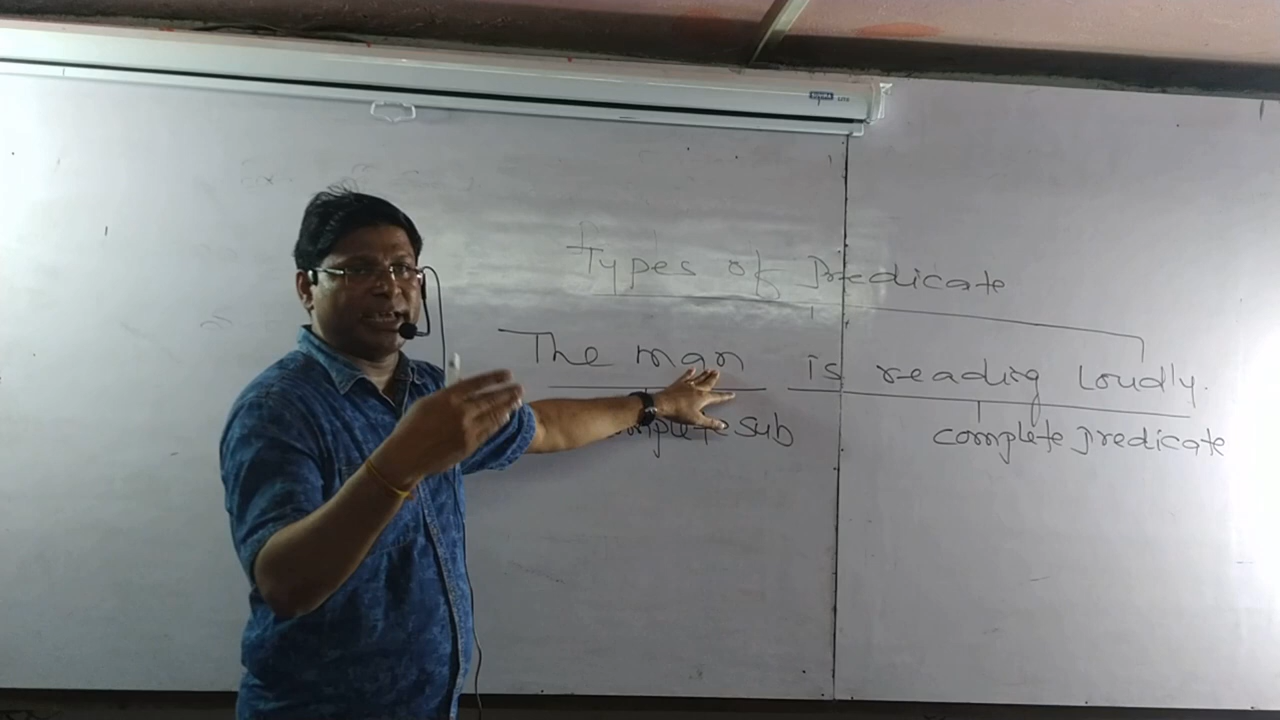 Types of Predicate
The man is reading loudly.
Sub complete Predicate